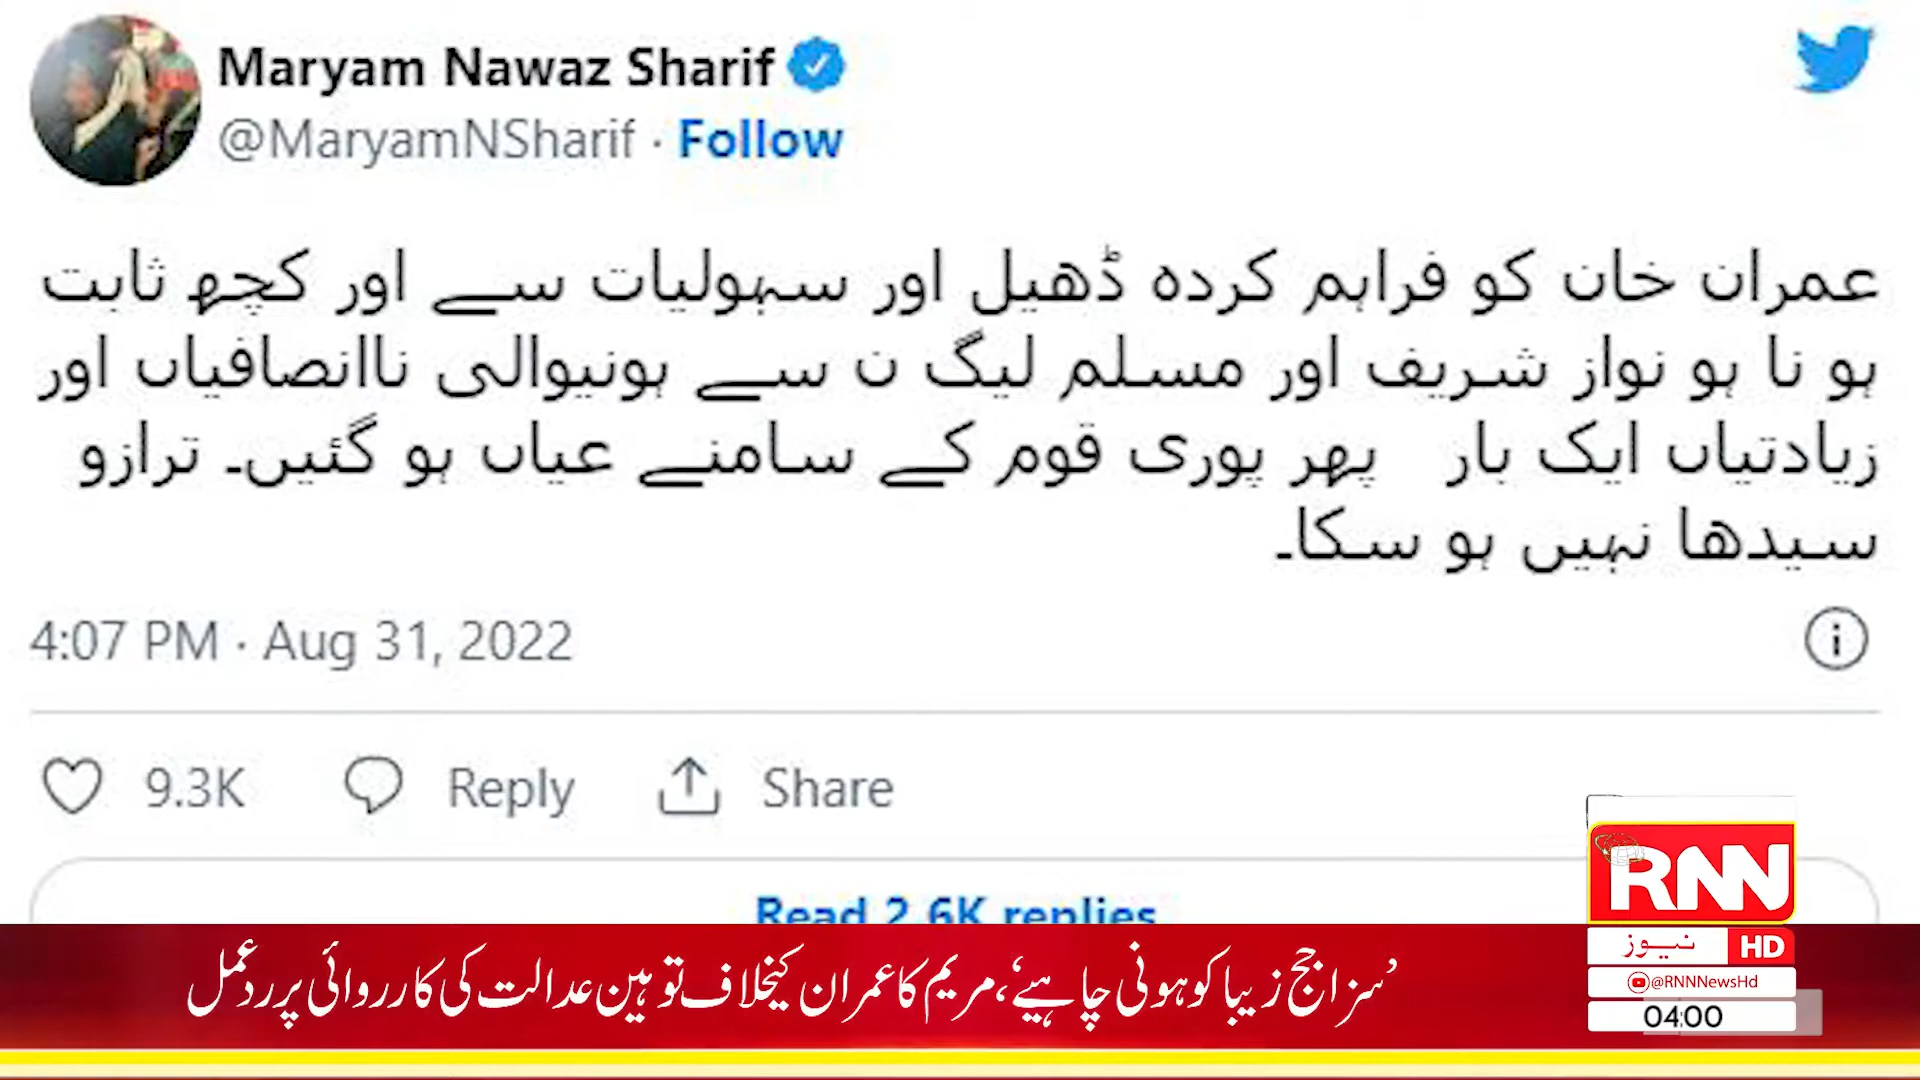 Maryam Nawaz Sharif
@MaryamNSharif · Follow
عمران خان کو فراہم کردہ ڈھیل اور سہولیات سے اور کچھ ثابت
ہو نا ہو نواز شریف اور مسلم لیگ ن سے ہونیوالی ناانصافیاں اور
زیادتیاں ایک بار پھر پوری قوم کے سامنے عیاں ہو گئیں۔ ترازو
سیدھا نہیں ہو سکا۔
4:07 PM · Aug 31, 2022
9.3K Reply Share
Read 2.6K replies
RNN
نیوز HD
@RNNNewsHd
04:00
’سزا جج زیبا کو ہونی چاہیے‘، مریم کا عمران کیخلاف توہین عدالت کی کارروائی پر ردعمل